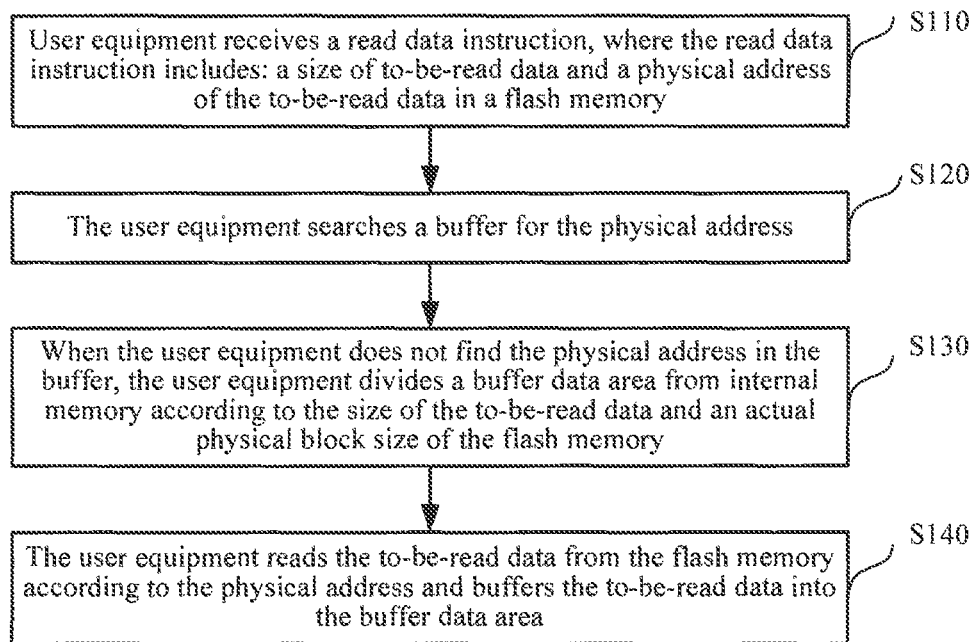 User equipment receives a read data instruction, where the read data
instruction includes: a size of to-be-read data and a physical address
of the to-be-read data in a flash memory
S110
The user equipment searches a buffer for the physical address
S120
When the user equipment does not find the physical address in the
buffer, the user equipment divides a buffer data area from internal
memory according to the size of the to-be-read data and an actual
physical block size of the flash memory
S130
The user equipment reads the to-be-read data from the flash memory
according to the physical address and buffers the to-be-read data into
the buffer data area
S140